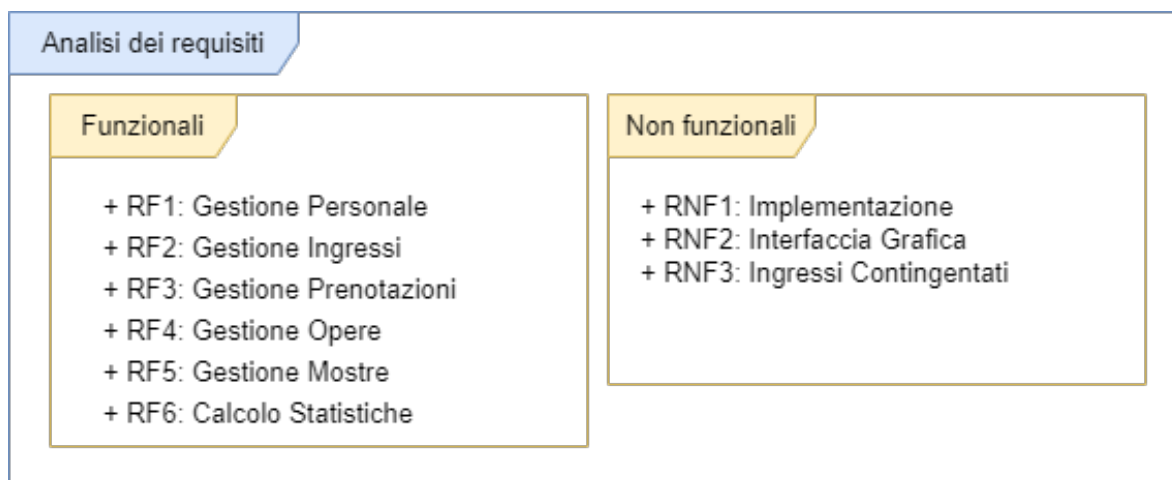 Analisi dei requisiti
Funzionali
+ RF1: Gestione Personale
+ RF2: Gestione Ingressi
+ RF3: Gestione Prenotazioni
+ RF4: Gestione Opere
+ RF5: Gestione Mostre
+ RF6: Calcolo Statistiche
Non funzionali
+ RNF1: Implementazione
+ RNF2: Interfaccia Grafica
+ RNF3: Ingressi Contingentati